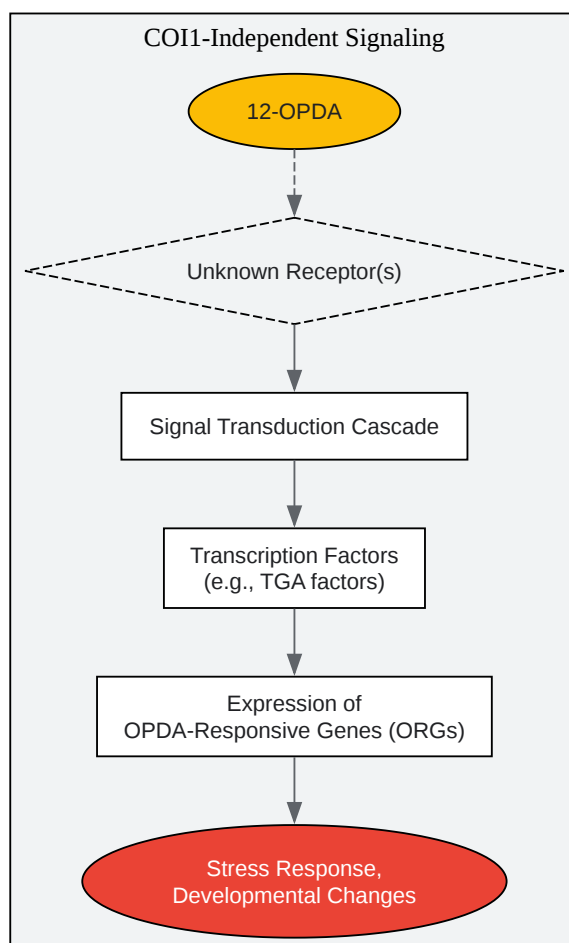 COI1-Independent Signaling
12-OPDA
Unknown Receptor(s)
Signal Transduction Cascade
Transcription Factors
(e.g., TGA factors)
Expression of
OPDA-Responsive Genes (ORGs)
Stress Response,
Developmental Changes